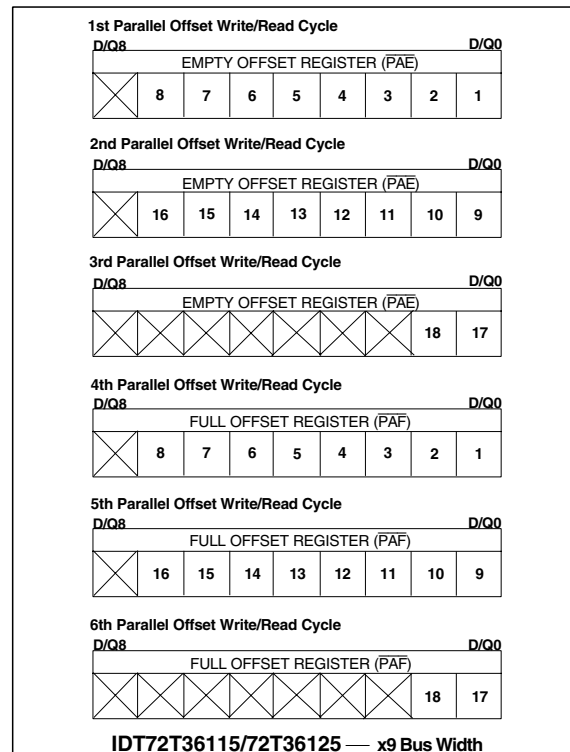 1st Parallel Offset Write/Read Cycle
D/Q8 D/Q0
EMPTY OFFSET REGISTER (PAE)
8 7 6 5 4 3 2 1
2nd Parallel Offset Write/Read Cycle
D/Q8 D/Q0
EMPTY OFFSET REGISTER (PAE)
16 15 14 13 12 11 10 9
3rd Parallel Offset Write/Read Cycle
D/Q8 D/Q0
EMPTY OFFSET REGISTER (PAE)
18 17
4th Parallel Offset Write/Read Cycle
D/Q8 D/Q0
FULL OFFSET REGISTER (PAF)
8 7 6 5 4 3 2 1
5th Parallel Offset Write/Read Cycle
D/Q8 D/Q0
FULL OFFSET REGISTER (PAF)
16 15 14 13 12 11 10 9
6th Parallel Offset Write/Read Cycle
D/Q8 D/Q0
FULL OFFSET REGISTER (PAF)
18 17
IDT72T36115/72T36125 — x9 Bus Width